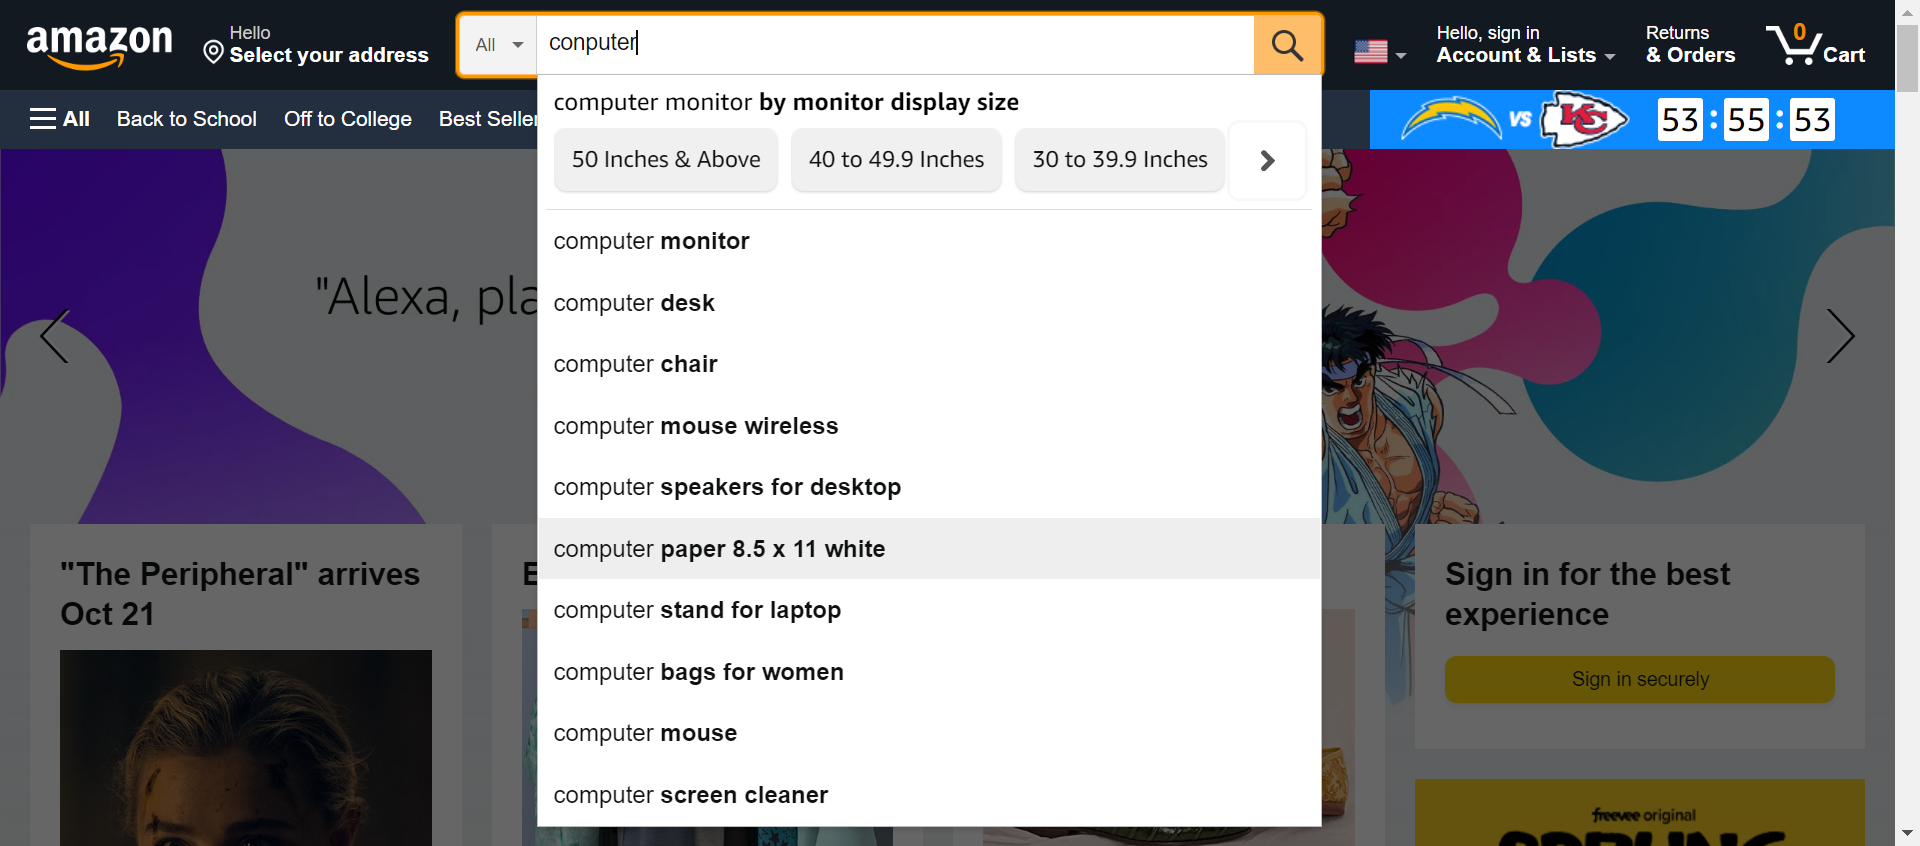 amazon
Hello
Select your address
All
conputer
Hello, sign in
Account & Lists
Returns
& Orders
0
Cart
All
Back to School
Off to College
Best Seller
VS
KC
53 : 55 : 53
computer monitor by monitor display size
50 Inches & Above
40 to 49.9 Inches
30 to 39.9 Inches
computer monitor
computer desk
computer chair
computer mouse wireless
computer speakers for desktop
computer paper 8.5 x 11 white
computer stand for laptop
computer bags for women
computer mouse
computer screen cleaner
"Alexa, pla
"The Peripheral" arrives
Oct 21
E
Sign in for the best
experience
Sign in securely
freevee original